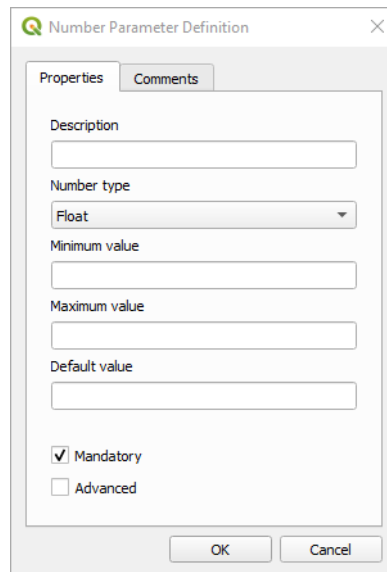 Number Parameter Definition
Properties Comments
Description
Number type
Float
Minimum value
Maximum value
Default value
Mandatory
Advanced
OK Cancel